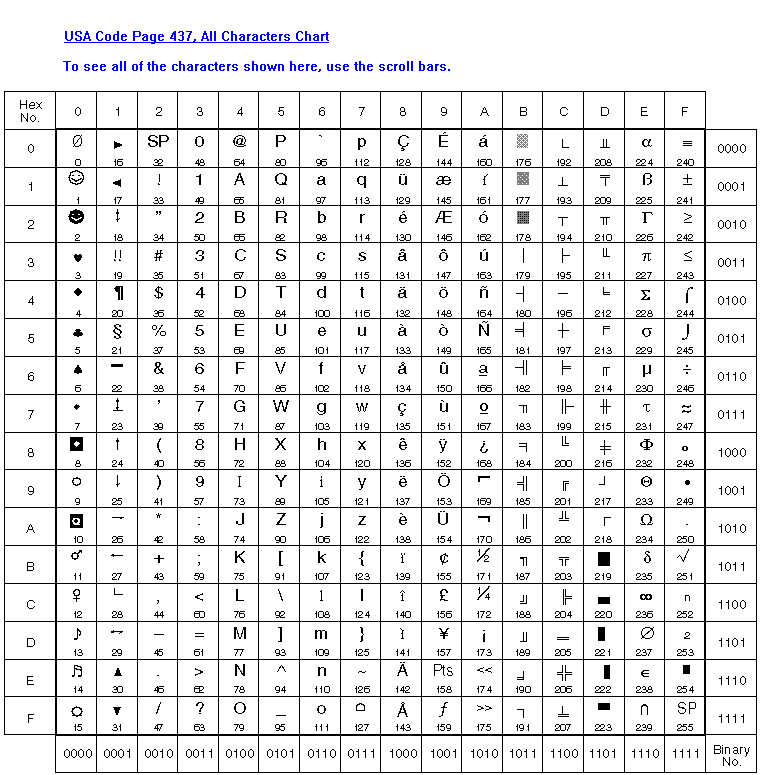 USA Code Page 437, All Characters Chart
To see all of the characters shown here, use the scroll bars.
Hex No. 0 1 2 3 4 5 6 7 8 9 A B C D E F
0 Ø ► SP 0 @ P ` p Ç É á ░ └ ╨ α ≡ 0000
0 16 32 48 64 80 96 112 128 144 160 176 192 208 224 240
1 ☺ ◄ ! 1 A Q a q ü æ í ▒ ┴ ╤ ß ± 0001
1 17 33 49 65 81 97 113 129 145 161 177 193 209 225 241
2 ☻ ↕ " 2 B R b r é Æ ó ▓ ┬ ╥ Γ ≥ 0010
2 18 34 50 66 82 98 114 130 146 162 178 194 210 226 242
3 ♥ !! # 3 C S c s â ô ú │ ├ ╙ π ≤ 0011
3 19 35 51 67 83 99 115 131 147 163 179 195 211 227 243
4 ♦ ¶ $ 4 D T d t ä ö ñ ┤ ─ ╘ Σ ⌠ 0100
4 20 36 52 68 84 100 116 132 148 164 180 196 212 228 244
5 ♣ § % 5 E U e u à ò Ñ ╡ ┼ ╒ σ ⌡ 0101
5 21 37 53 69 85 101 117 133 149 165 181 197 213 229 245
6 ♠ ▬ & 6 F V f v å û ª ╢ ╞ ╓ µ ÷ 0110
6 22 38 54 70 86 102 118 134 150 166 182 198 214 230 246
7 • ↨ ' 7 G W g w ç ù º ╖ ╟ ╫ τ ≈ 0111
7 23 39 55 71 87 103 119 135 151 167 183 199 215 231 247
8 ◘ ↑ ( 8 H X h x ê ÿ ¿ ╕ ╚ ╪ Φ ° 1000
8 24 40 56 72 88 104 120 136 152 168 184 200 216 232 248
9 ○ ↓ ) 9 I Y i y ë Ö ⌐ ╣ ╔ ┘ Θ • 1001
9 25 41 57 73 89 105 121 137 153 169 185 201 217 233 249
A ◙ → * : J Z j z è Ü ¬ ║ ╩ ┌ Ω . 1010
10 26 42 58 74 90 106 122 138 154 170 186 202 218 234 250
B ♂ ← + ; K [ k { ï ¢ ½ ╗ ╦ █ δ √ 1011
11 27 43 59 75 91 107 123 139 155 171 187 203 219 235 251
C ♀ ∟ , < L \ l | î £ ¼ ╝ ╠ ▄ ∞ ⁿ 1100
12 28 44 60 76 92 108 124 140 156 172 188 204 220 236 252
D ♪ ↔ – = M ] m } ì ¥ ¡ ╜ ═ ▌ ∅ ² 1101
13 29 45 61 77 93 109 125 141 157 173 189 205 221 237 253
E ♫ ▲ . > N ^ n ~ Ä Pts << ╛ ╬ ▐ ∈ ■ 1110
14 30 46 62 78 94 110 126 142 158 174 190 206 222 238 254
F ☼ ▼ / ? O _ o ⌂ Å ƒ >> ┐ ╧ ▀ ∩ SP 1111
15 31 47 63 79 95 111 127 143 159 175 191 207 223 239 255
0000 0001 0010 0011 0100 0101 0110 0111 1000 1001 1010 1011 1100 1101 1110 1111 Binary No.